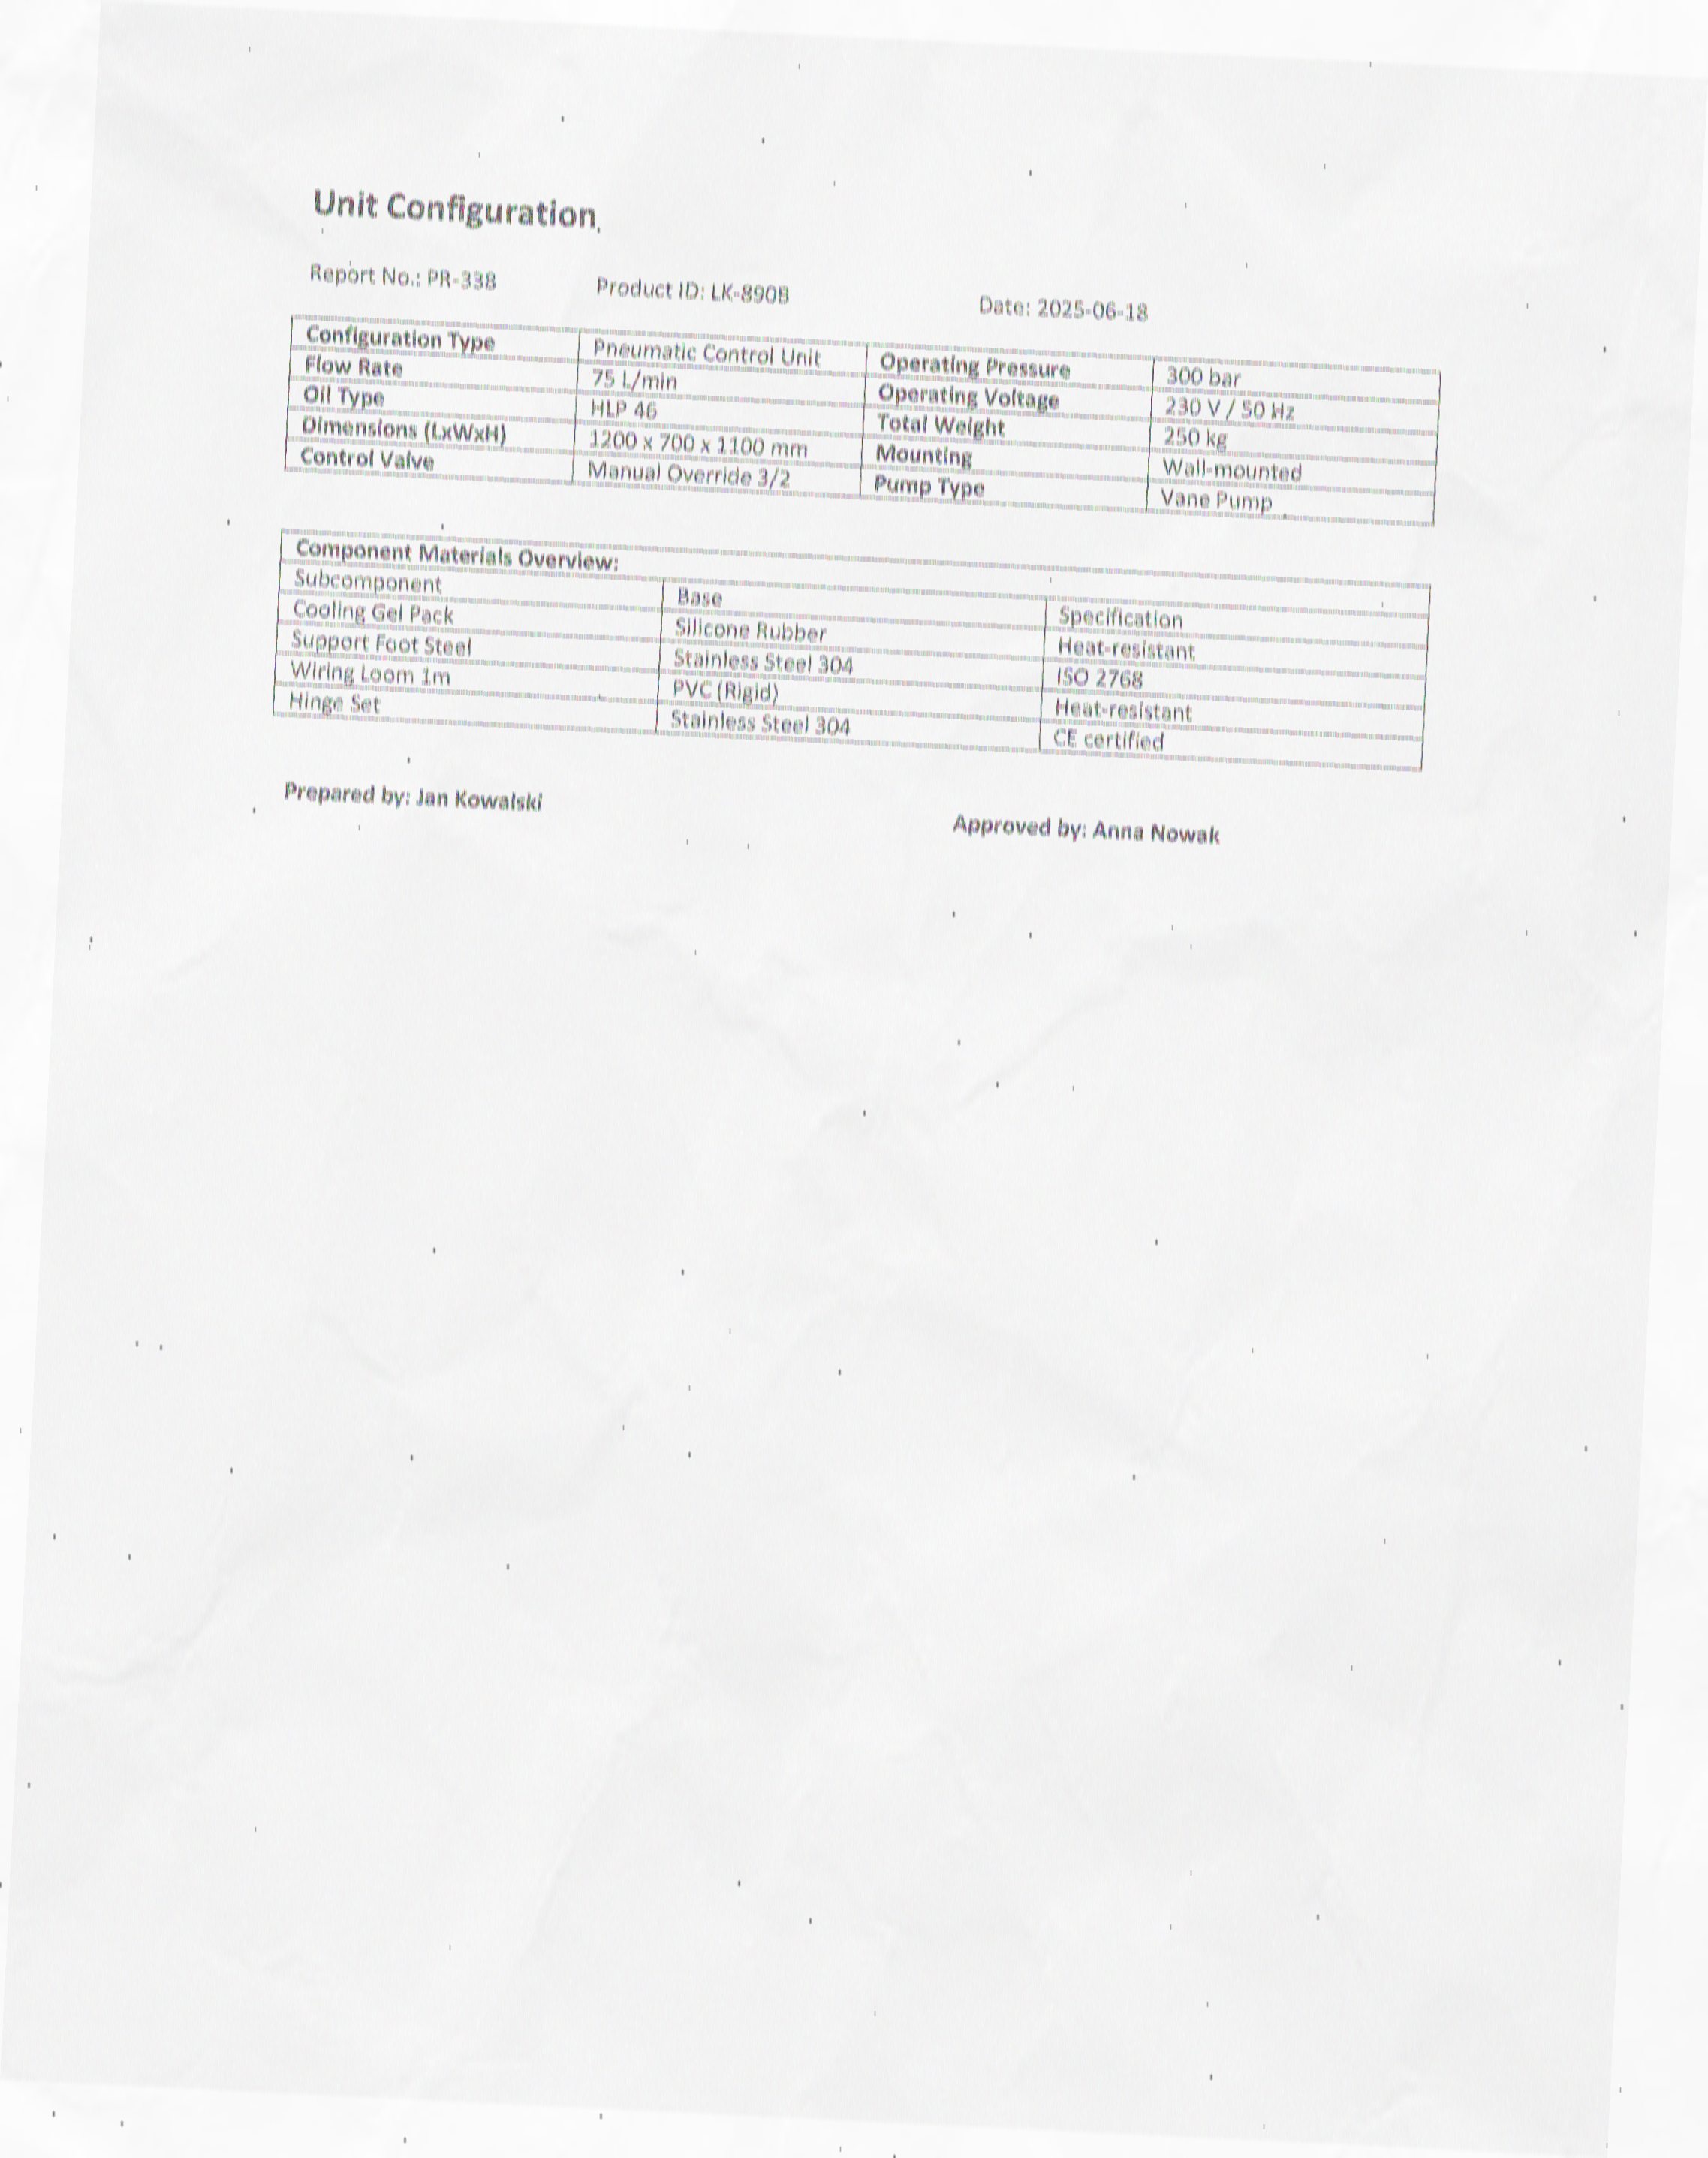 Unit Configuration
Report No.: PR-338 Product ID: LK-890B Date: 2025-06-18
Configuration Type Pneumatic Control Unit Operating Pressure 300 bar
Flow Rate 75 L/min Operating Voltage 230 V / 50 Hz
Oil Type HLP 46 Total Weight 250 kg
Dimensions (LxWxH) 1200 x 700 x 1100 mm Mounting Wall-mounted
Control Valve Manual Override 3/2 Pump Type Vane Pump
Component Materials Overview:
Subcomponent Base Specification
Cooling Gel Pack Silicone Rubber Heat-resistant
Support Foot Steel Stainless Steel 304 ISO 2768
Wiring Loom 1m PVC (Rigid) Heat-resistant
Hinge Set Stainless Steel 304 CE certified
Prepared by: Jan Kowalski Approved by: Anna Nowak